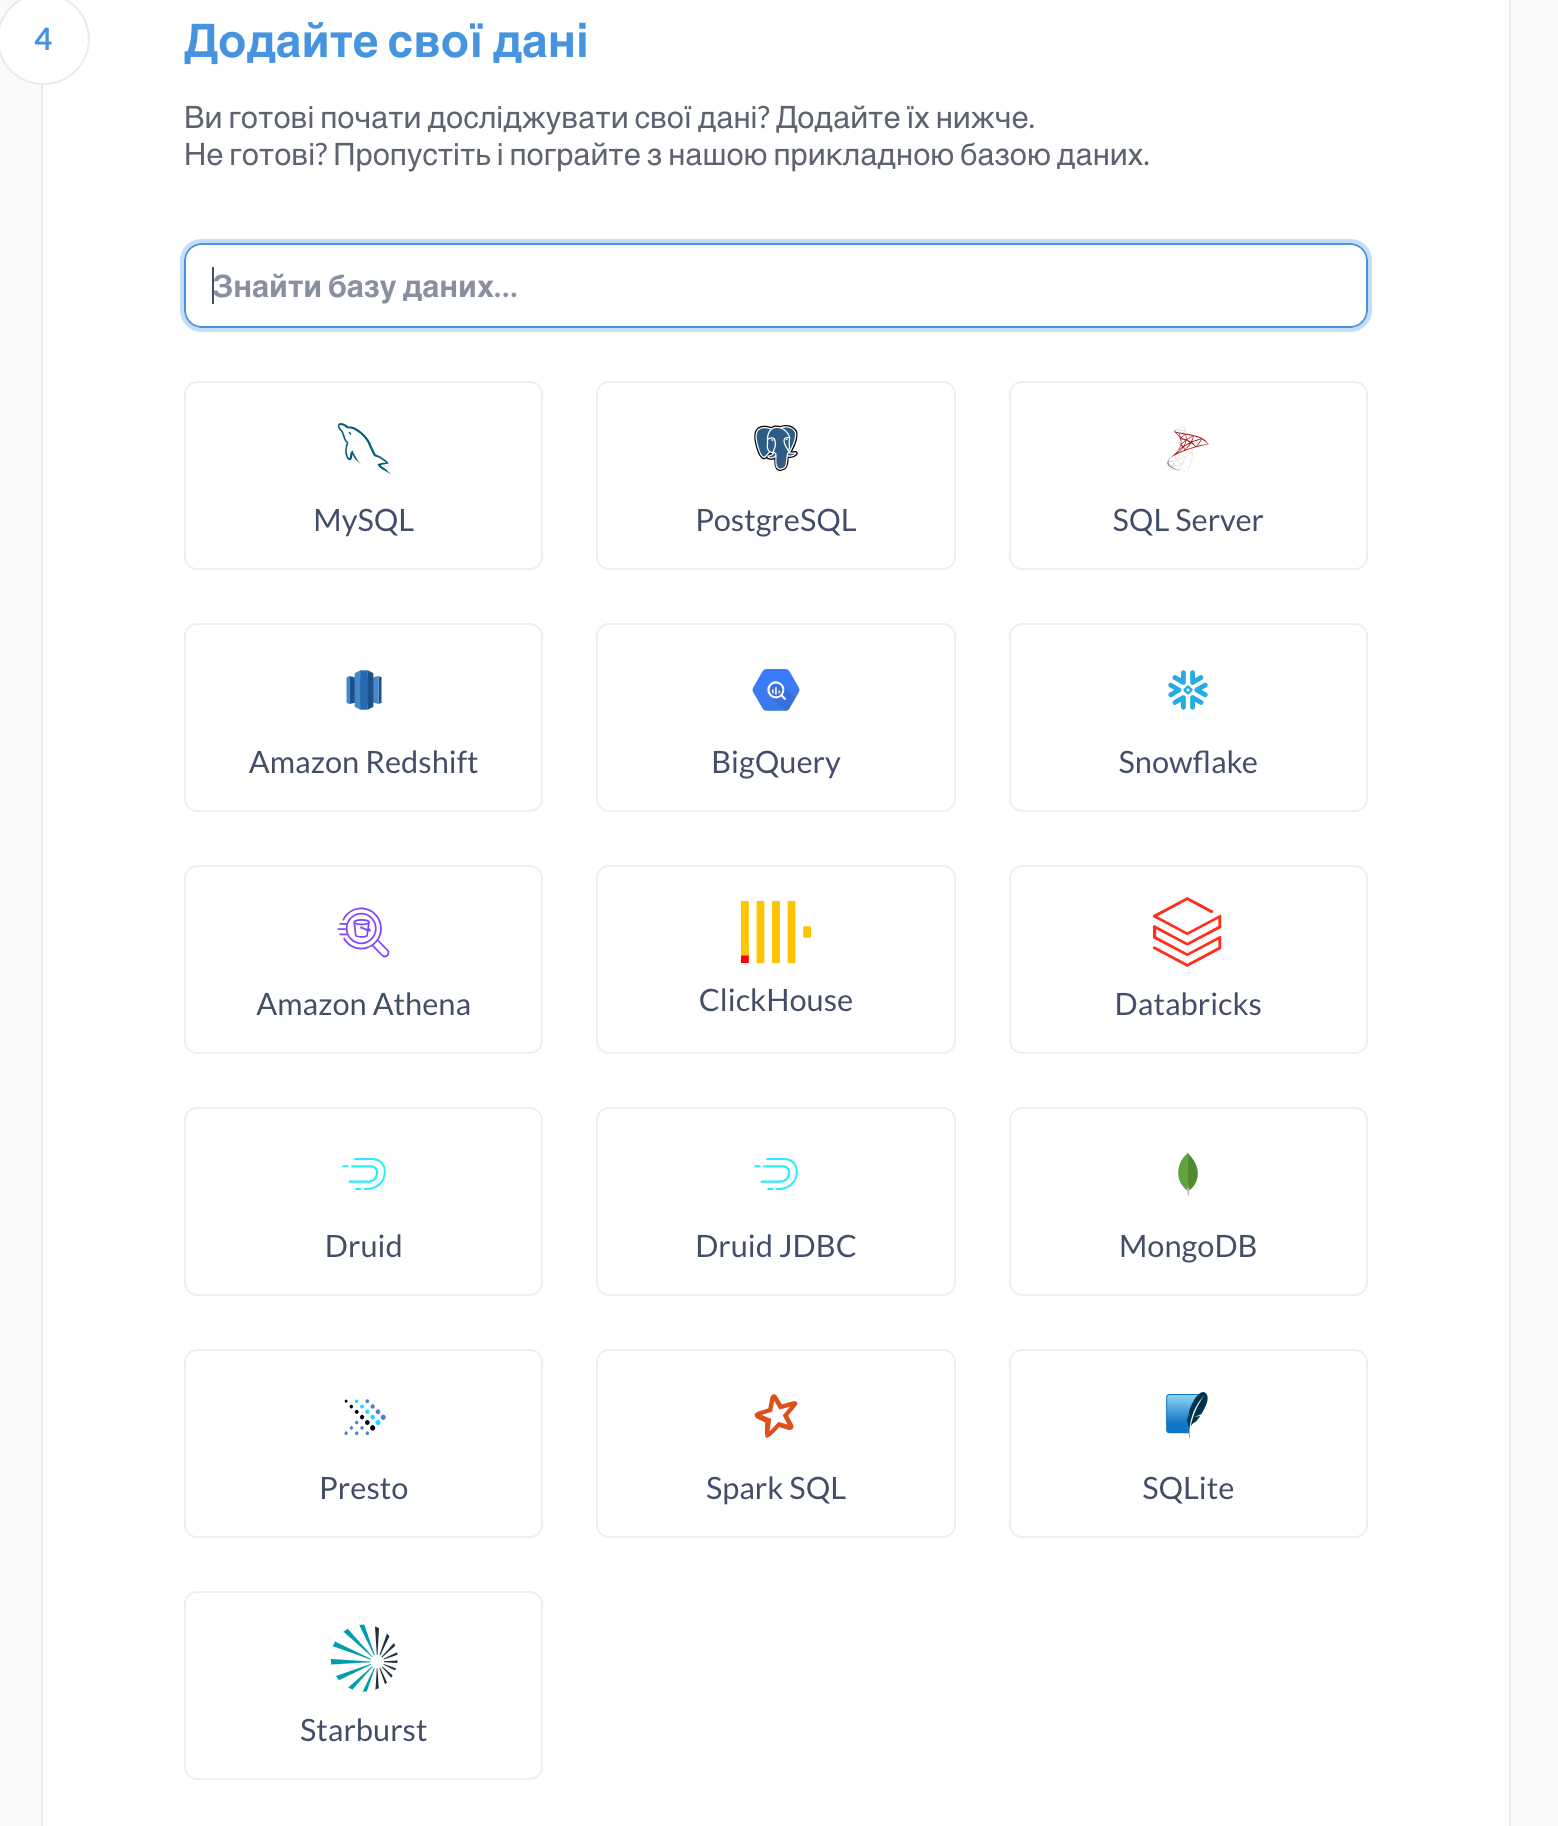 4
Додайте свої дані
Ви готові почати досліджувати свої дані? Додайте їх нижче.
Не готові? Пропустіть і пограйте з нашою прикладною базою даних.
Знайти базу даних...
MySQL
PostgreSQL
SQL Server
Amazon Redshift
BigQuery
Snowflake
Amazon Athena
ClickHouse
Databricks
Druid
Druid JDBC
MongoDB
Presto
Spark SQL
SQLite
Starburst